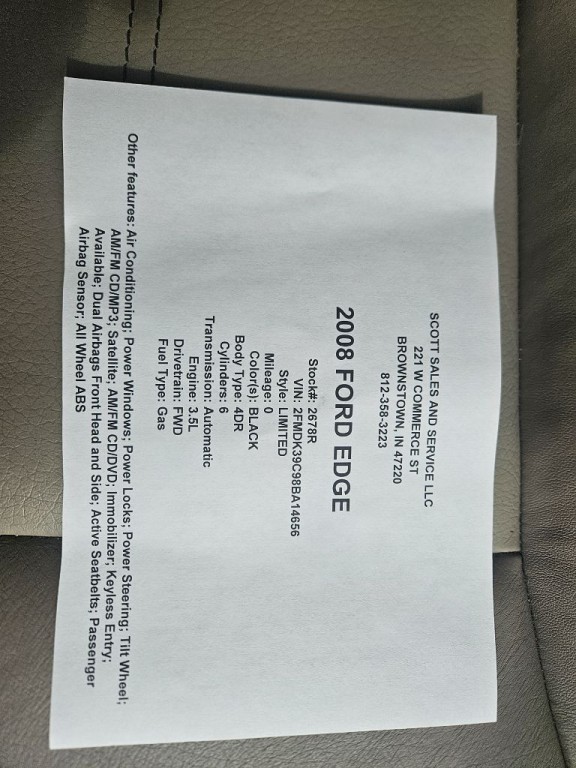 SCOTT SALES AND SERVICE LLC
221 W COMMERCE ST
BROWNSTOWN, IN 47220
812-358-3223
2008 FORD EDGE
Stock#: 2678R
VIN: 2FMDK39C98BA14656
Style: LIMITED
Mileage: 0
Color(s): BLACK
Body Type: 4DR
Cylinders: 6
Transmission: Automatic
Engine: 3.5L
Drivetrain: FWD
Fuel Type: Gas
Other features: Air Conditioning; Power Windows; Power Locks; Power Steering; Tilt Wheel;
AM/FM CD/MP3; Satellite; AM/FM CD/DVD; Immobilizer; Keyless Entry;
Available; Dual Airbags Front Head and Side; Active Seatbelts; Passenger
Airbag Sensor; All Wheel ABS